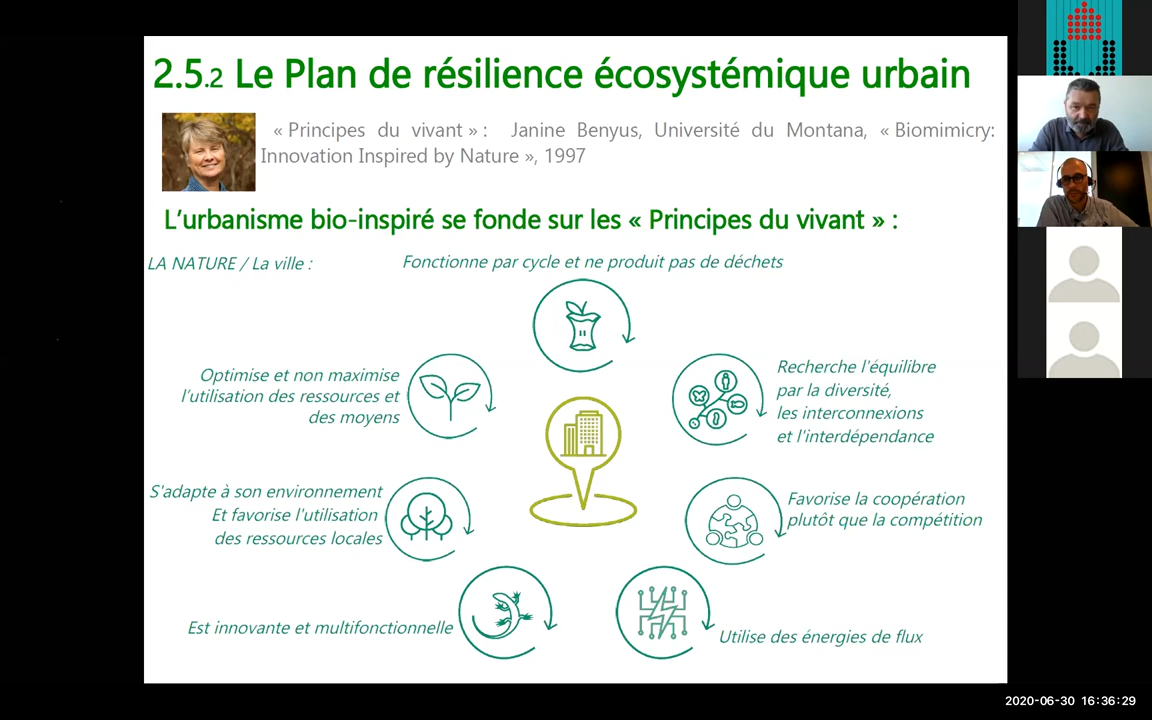 2.5.2 Le Plan de résilience écosystémique urbain
« Principes du vivant » : Janine Benyus, Université du Montana, « Biomimicry:
Innovation Inspired by Nature », 1997
L'urbanisme bio-inspiré se fonde sur les « Principes du vivant » :
LA NATURE / La ville :
Fonctionne par cycle et ne produit pas de déchets
Recherche l'équilibre
par la diversité,
les interconnexions
et l'interdépendance
Optimise et non maximise
l'utilisation des ressources et
des moyens
S'adapte à son environnement
Et favorise l'utilisation
des ressources locales
Favorise la coopération
plutôt que la compétition
Est innovante et multifonctionnelle
Utilise des énergies de flux
2020-06-30 16:36:29